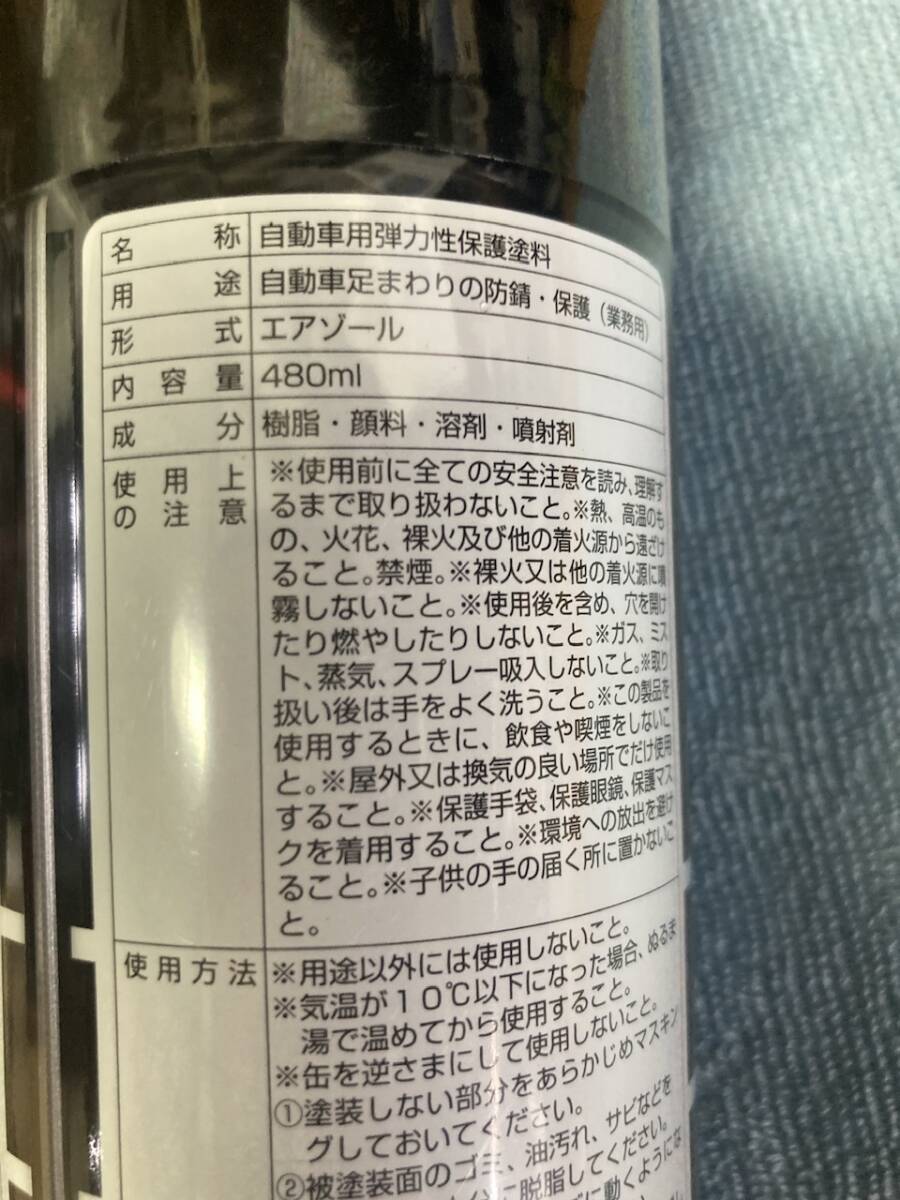 名称 自動車用弾力性保護塗料
用途 自動車足まわりの防錆・保護（業務用）
形式 エアゾール
内容量 480ml
成分 樹脂・顔料・溶剤・噴射剤
使用上の注意
※使用前に全ての安全注意を読み、理解す
るまで取り扱わないこと。※熱、高温のも
の、火花、裸火及び他の着火源から遠ざけ
ること。禁煙。※裸火又は他の着火源に噴
霧しないこと。※使用後を含め、穴を開け
たり燃やしたりしないこと。※ガス、ミス
ト、蒸気、スプレー吸入しないこと。※取り
扱い後は手をよく洗うこと。※この製品を
使用するときに、飲食や喫煙をしないこ
と。※屋外又は換気の良い場所でだけ使用
すること。※保護手袋、保護眼鏡、保護マス
クを着用すること。※環境への放出を避け
ること。※子供の手の届く所に置かないこ
と。
使用方法
※用途以外には使用しないこと。
※気温が10℃以下になった場合、ぬるま
湯で温めてから使用すること。
※缶を逆さまにして使用しないこと。
①塗装しない部分をあらかじめマスキン
グしておいてください。
②被塗装面のゴミ、油汚れ、サビなどを
に脱脂してください。
に動くようにな